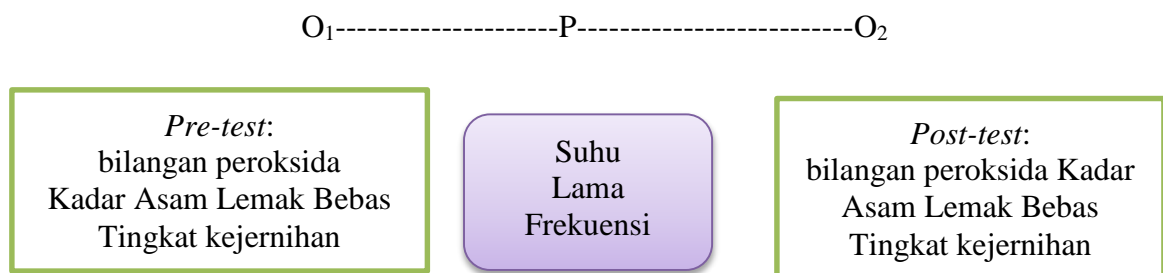 O₁---------------------P--------------------------O₂
Pre-test:
bilangan peroksida
Kadar Asam Lemak Bebas
Tingkat kejernihan
Suhu
Lama
Frekuensi
Post-test:
bilangan peroksida Kadar
Asam Lemak Bebas
Tingkat kejernihan